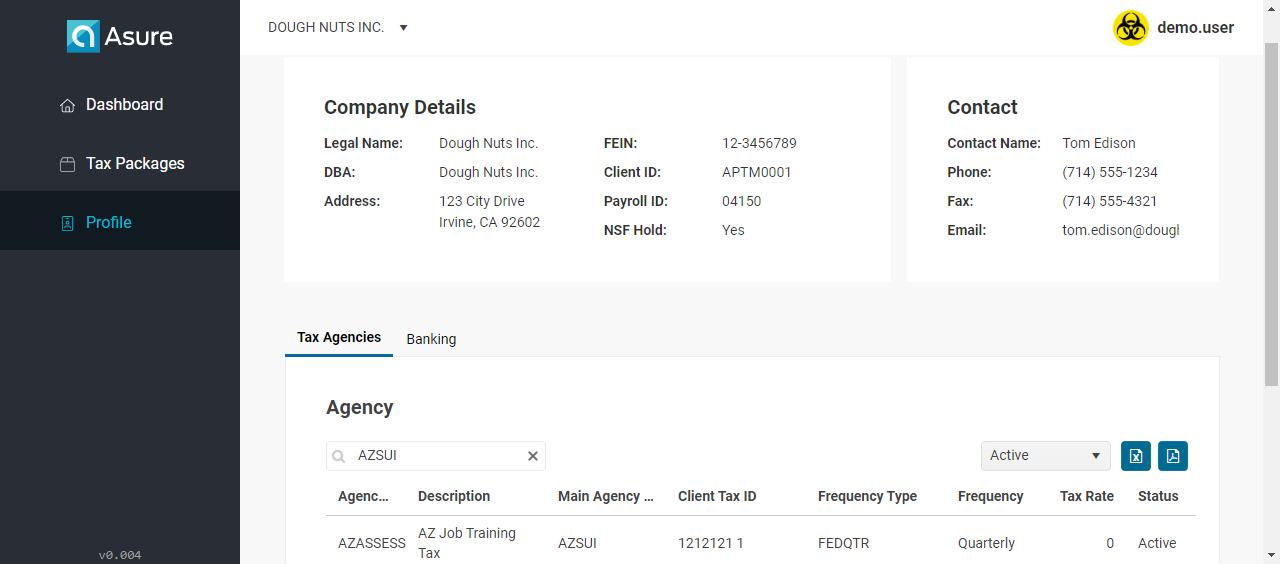 Asure
Dashboard
Tax Packages
Profile
v0.004
DOUGH NUTS INC.
demo.user
Company Details
Legal Name: Dough Nuts Inc. FEIN: 12-3456789
DBA: Dough Nuts Inc. Client ID: APTM0001
Address: 123 City Drive Payroll ID: 04150
Irvine, CA 92602
NSF Hold: Yes
Contact
Contact Name: Tom Edison
Phone: (714) 555-1234
Fax: (714) 555-4321
Email: tom.edison@dough
Tax Agencies Banking
Agency
AZSUI
Active
Agenc... Description Main Agency ... Client Tax ID Frequency Type Frequency Tax Rate Status
AZASSESS AZ Job Training Tax AZSUI 1212121 1 FEDQTR Quarterly 0 Active